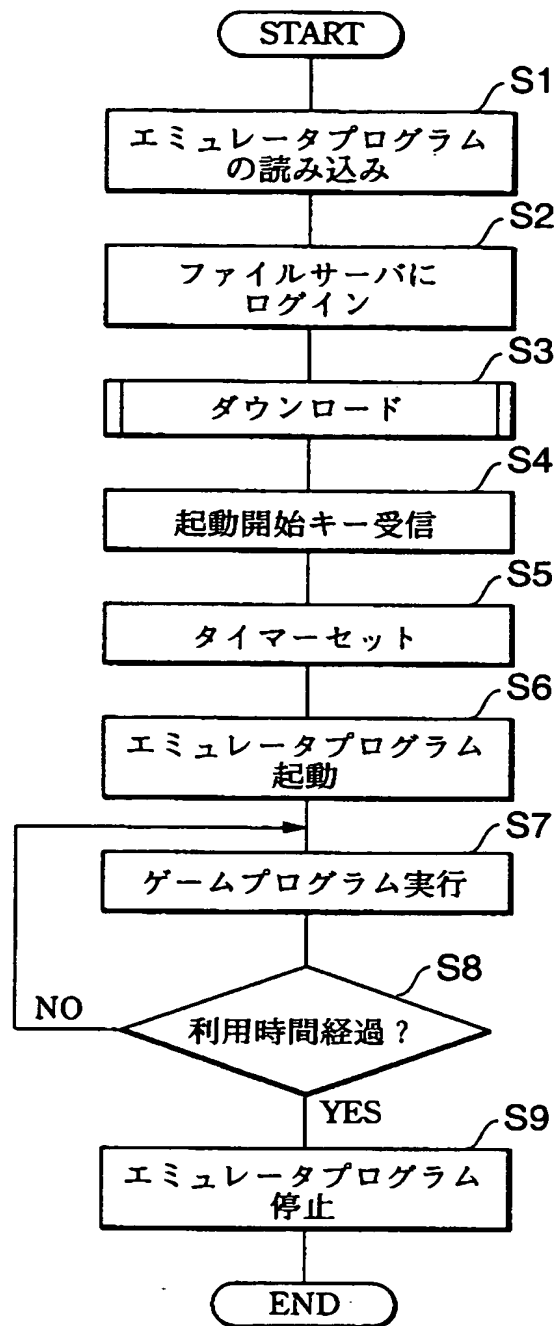 START
S1
エミュレータプログラム
の読み込み
S2
ファイルサーバに
ログイン
S3
ダウンロード
S4
起動開始キー受信
S5
タイマーセット
S6
エミュレータプログラム
起動
S7
ゲームプログラム実行
S8
利用時間経過？
NO
YES
S9
エミュレータプログラム
停止
END